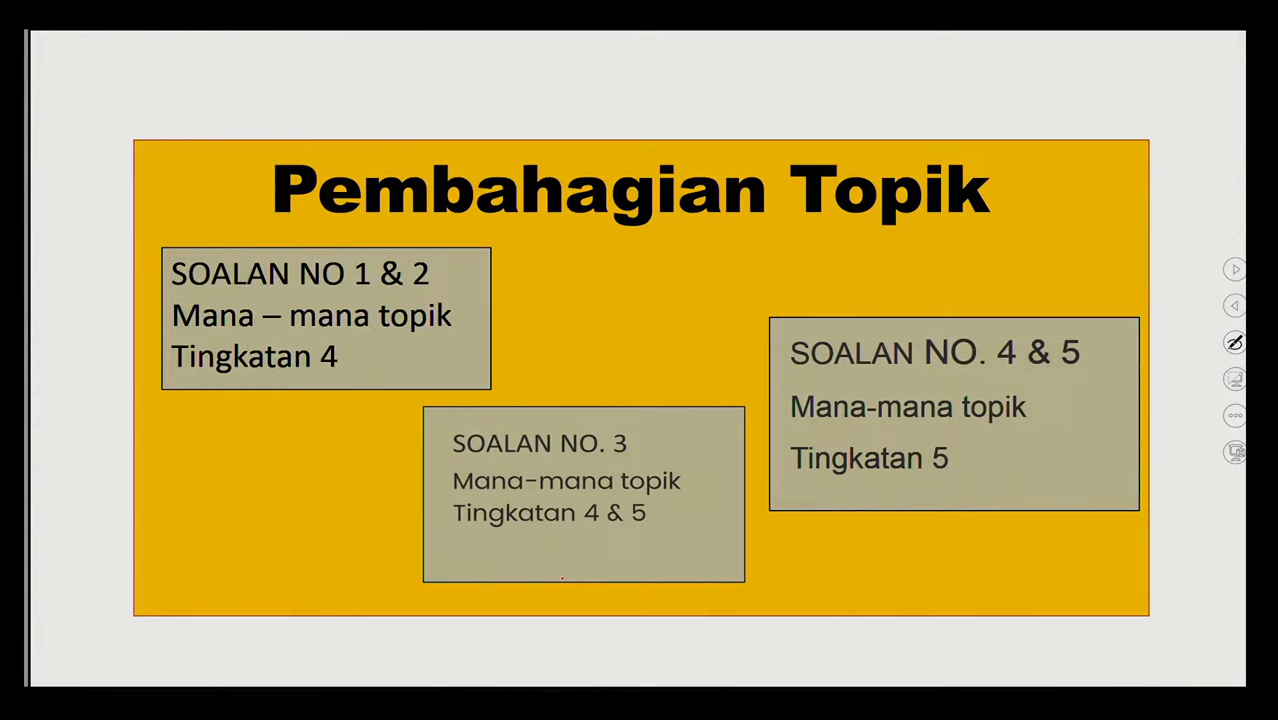 Pembahagian Topik
SOALAN NO 1 & 2
Mana – mana topik
Tingkatan 4
SOALAN NO. 3
Mana-mana topik
Tingkatan 4 & 5
SOALAN NO. 4 & 5
Mana-mana topik
Tingkatan 5